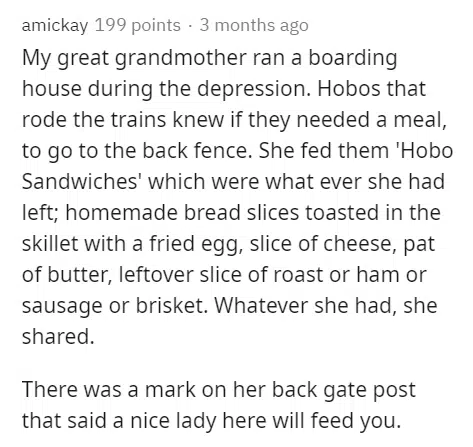 amickay 199 points · 3 months ago
My great grandmother ran a boarding
house during the depression. Hobos that
rode the trains knew if they needed a meal,
to go to the back fence. She fed them 'Hobo
Sandwiches' which were what ever she had
left; homemade bread slices toasted in the
skillet with a fried egg, slice of cheese, pat
of butter, leftover slice of roast or ham or
sausage or brisket. Whatever she had, she
shared.
There was a mark on her back gate post
that said a nice lady here will feed you.